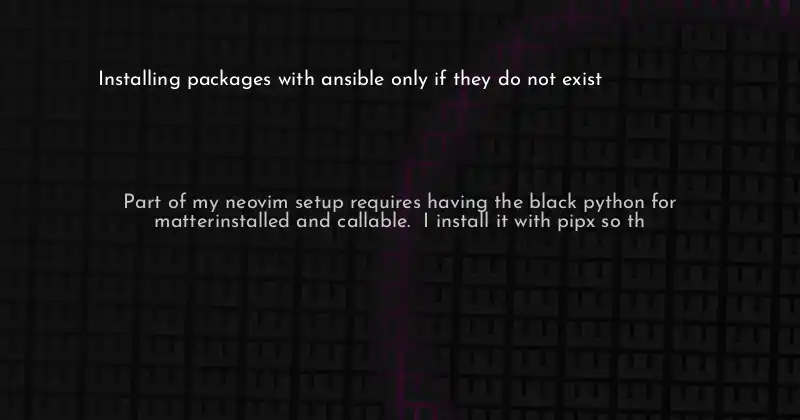 Installing packages with ansible only if they do not exist
Part of my neovim setup requires having the black python for
matterinstalled and callable.  I install it with pipx so th